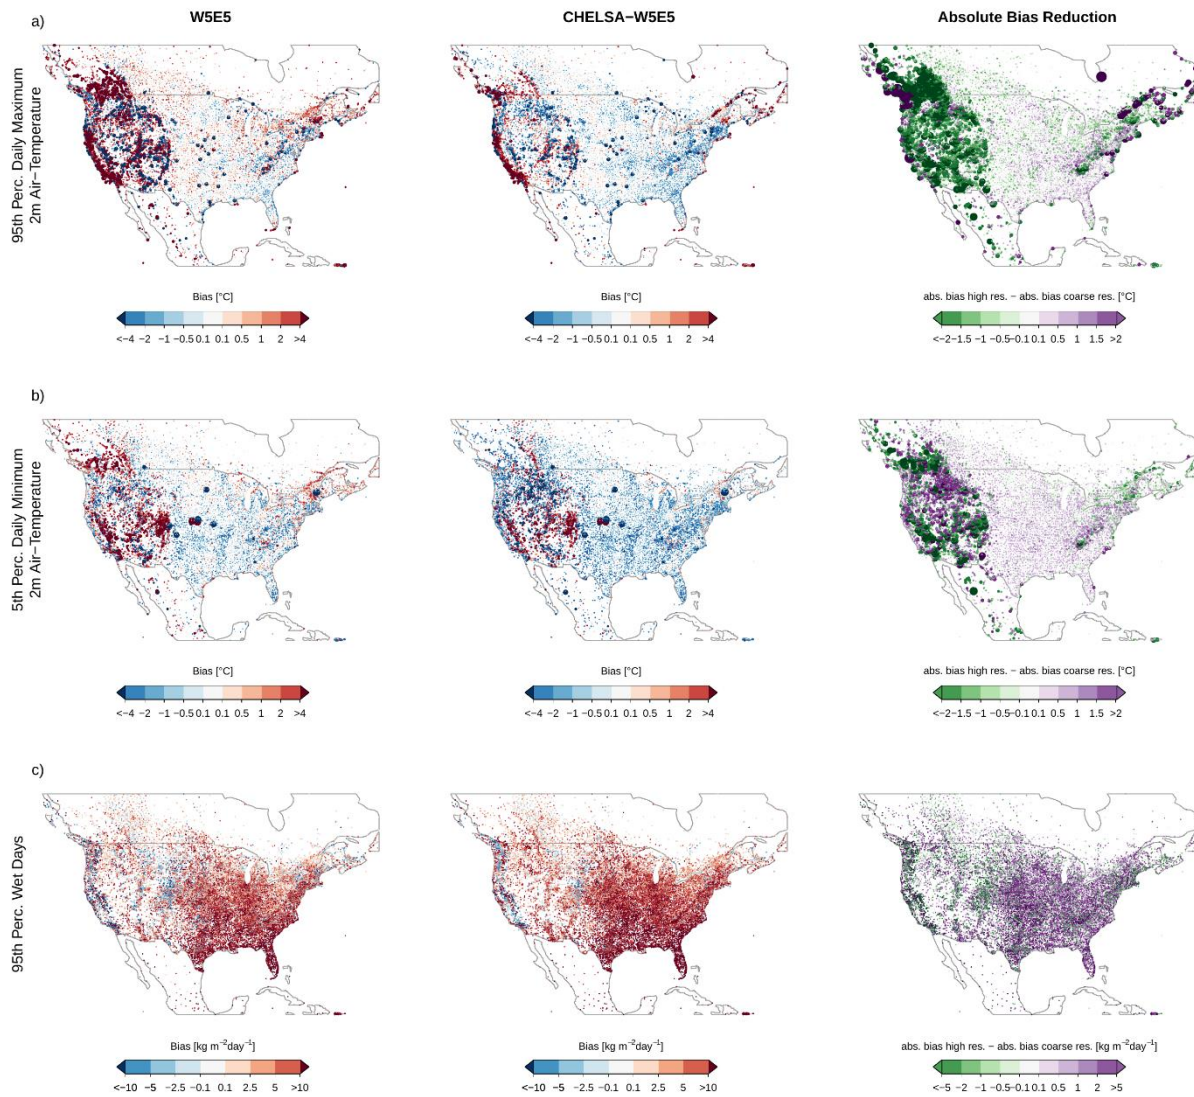 W5E5
CHELSA−W5E5
Absolute Bias Reduction
a)
95th Perc. Daily Maximum
2m Air−Temperature
Bias [°C]
<−4 −2 −1 −0.5 0.1 0.1 0.5 1 2 >4
Bias [°C]
<−4 −2 −1 −0.5 0.1 0.1 0.5 1 2 >4
abs. bias high res. − abs. bias coarse res. [°C]
<−2−1.5 −1 −0.5−0.1 0.1 0.5 1 1.5 >2
b)
5th Perc. Daily Minimum
2m Air−Temperature
Bias [°C]
<−4 −2 −1 −0.5 0.1 0.1 0.5 1 2 >4
Bias [°C]
<−4 −2 −1 −0.5 0.1 0.1 0.5 1 2 >4
abs. bias high res. − abs. bias coarse res. [°C]
<−2−1.5 −1 −0.5−0.1 0.1 0.5 1 1.5 >2
c)
95th Perc. Wet Days
Bias [kg m⁻²day⁻¹]
<−10 −5 −2.5 −0.1 0.1 2.5 5 >10
Bias [kg m⁻²day⁻¹]
<−10 −5 −2.5 −0.1 0.1 2.5 5 >10
abs. bias high res. − abs. bias coarse res. [kg m⁻²day⁻¹]
<−5 −2 −1 −0.5−0.1 0.1 0.5 1 2 >5